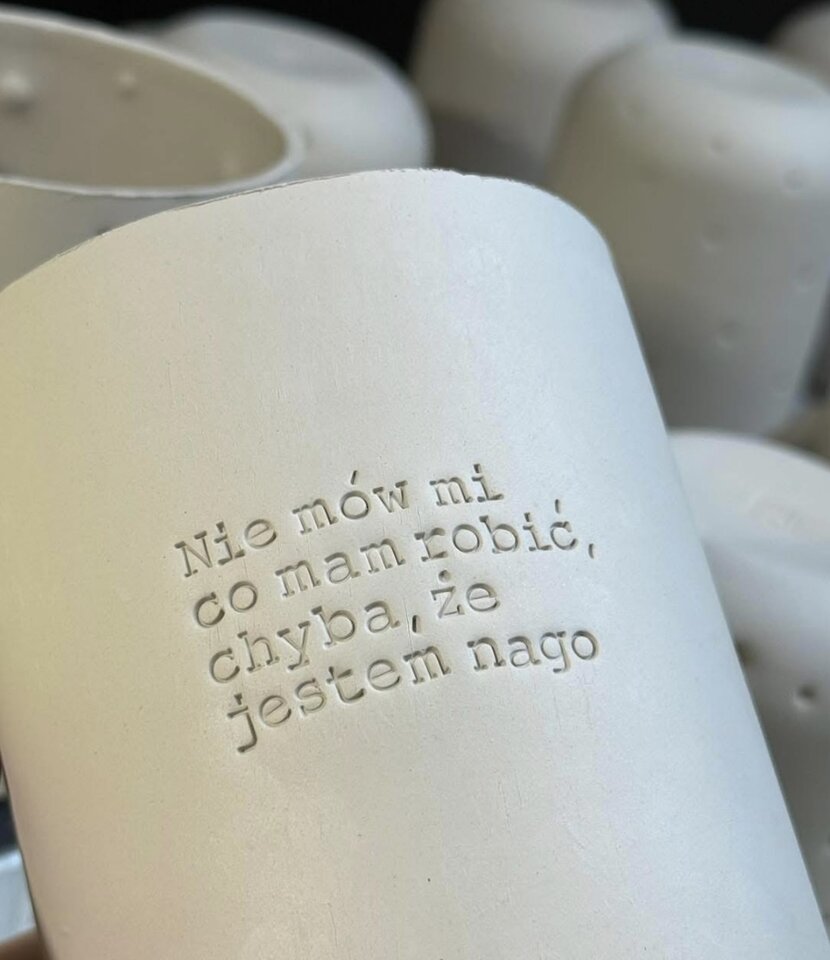 Nie mów mi
co mam robić,
chyba, że
jestem nago